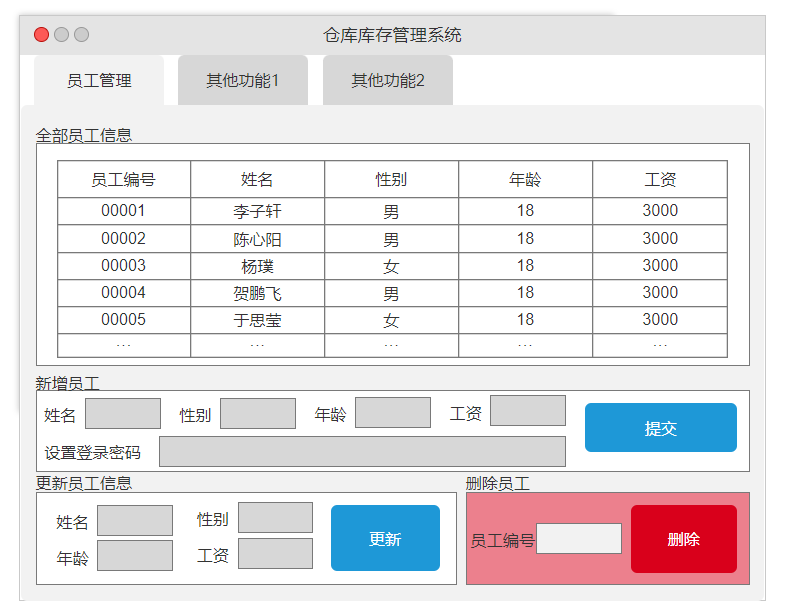 仓库库存管理系统
员工管理 其他功能1 其他功能2
全部员工信息
员工编号 姓名 性别 年龄 工资
00001 李子轩 男 18 3000
00002 陈心阳 男 18 3000
00003 杨璞 女 18 3000
00004 贺鹏飞 男 18 3000
00005 于思莹 女 18 3000
… … … … …
新增员工
姓名 性别 年龄 工资 提交
设置登录密码
更新员工信息 删除员工
姓名 性别 更新 员工编号 删除
年龄 工资